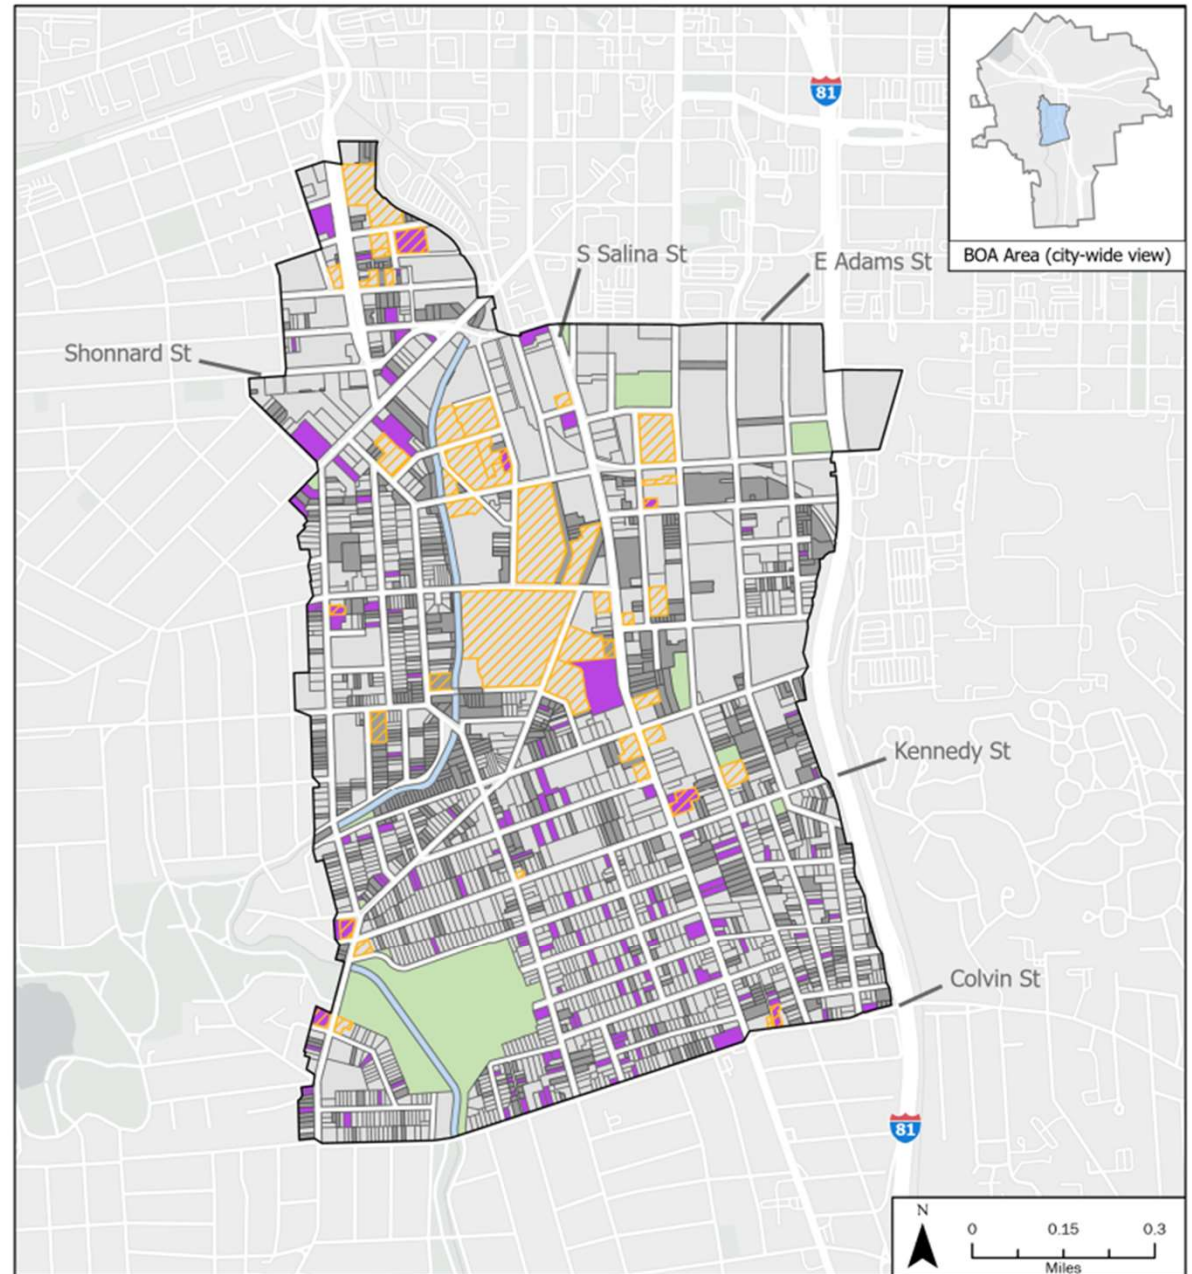 81
BOA Area (city-wide view)
S Salina St
E Adams St
Shonnard St
Kennedy St
Colvin St
81
N
0 0.15 0.3
Miles